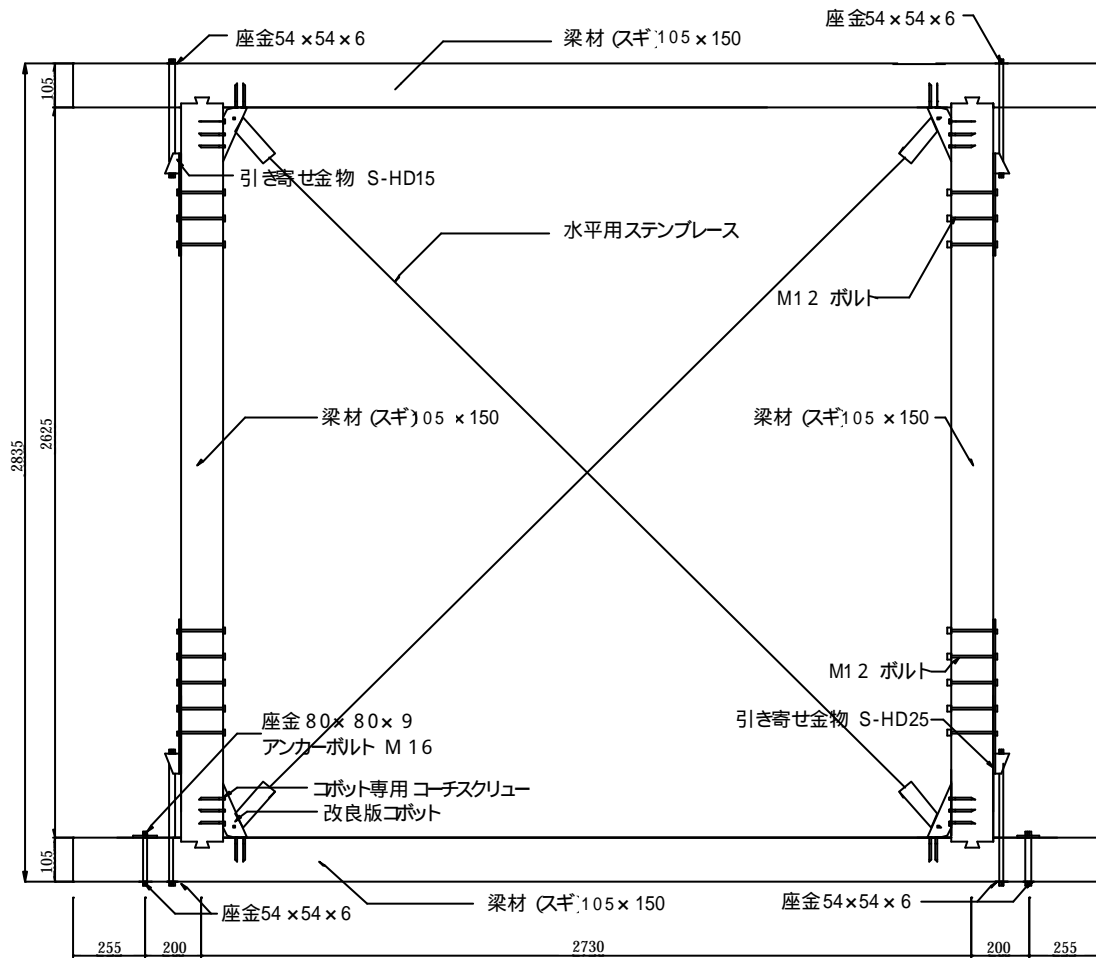 座金54×54×6
梁材(スギ)105×150
座金54×54×6
105
引き寄せ金物 S-HD15
水平用ステンブレース
M12 ボルト
2835
2625
梁材(スギ)105×150
梁材(スギ)105×150
M12 ボルト
引き寄せ金物 S-HD25
座金80×80×9
アンカーボルト M16
コボット専用コーチスクリュー
改良版コボット
105
座金54×54×6
梁材(スギ)105×150
座金54×54×6
255
200
2730
200
255